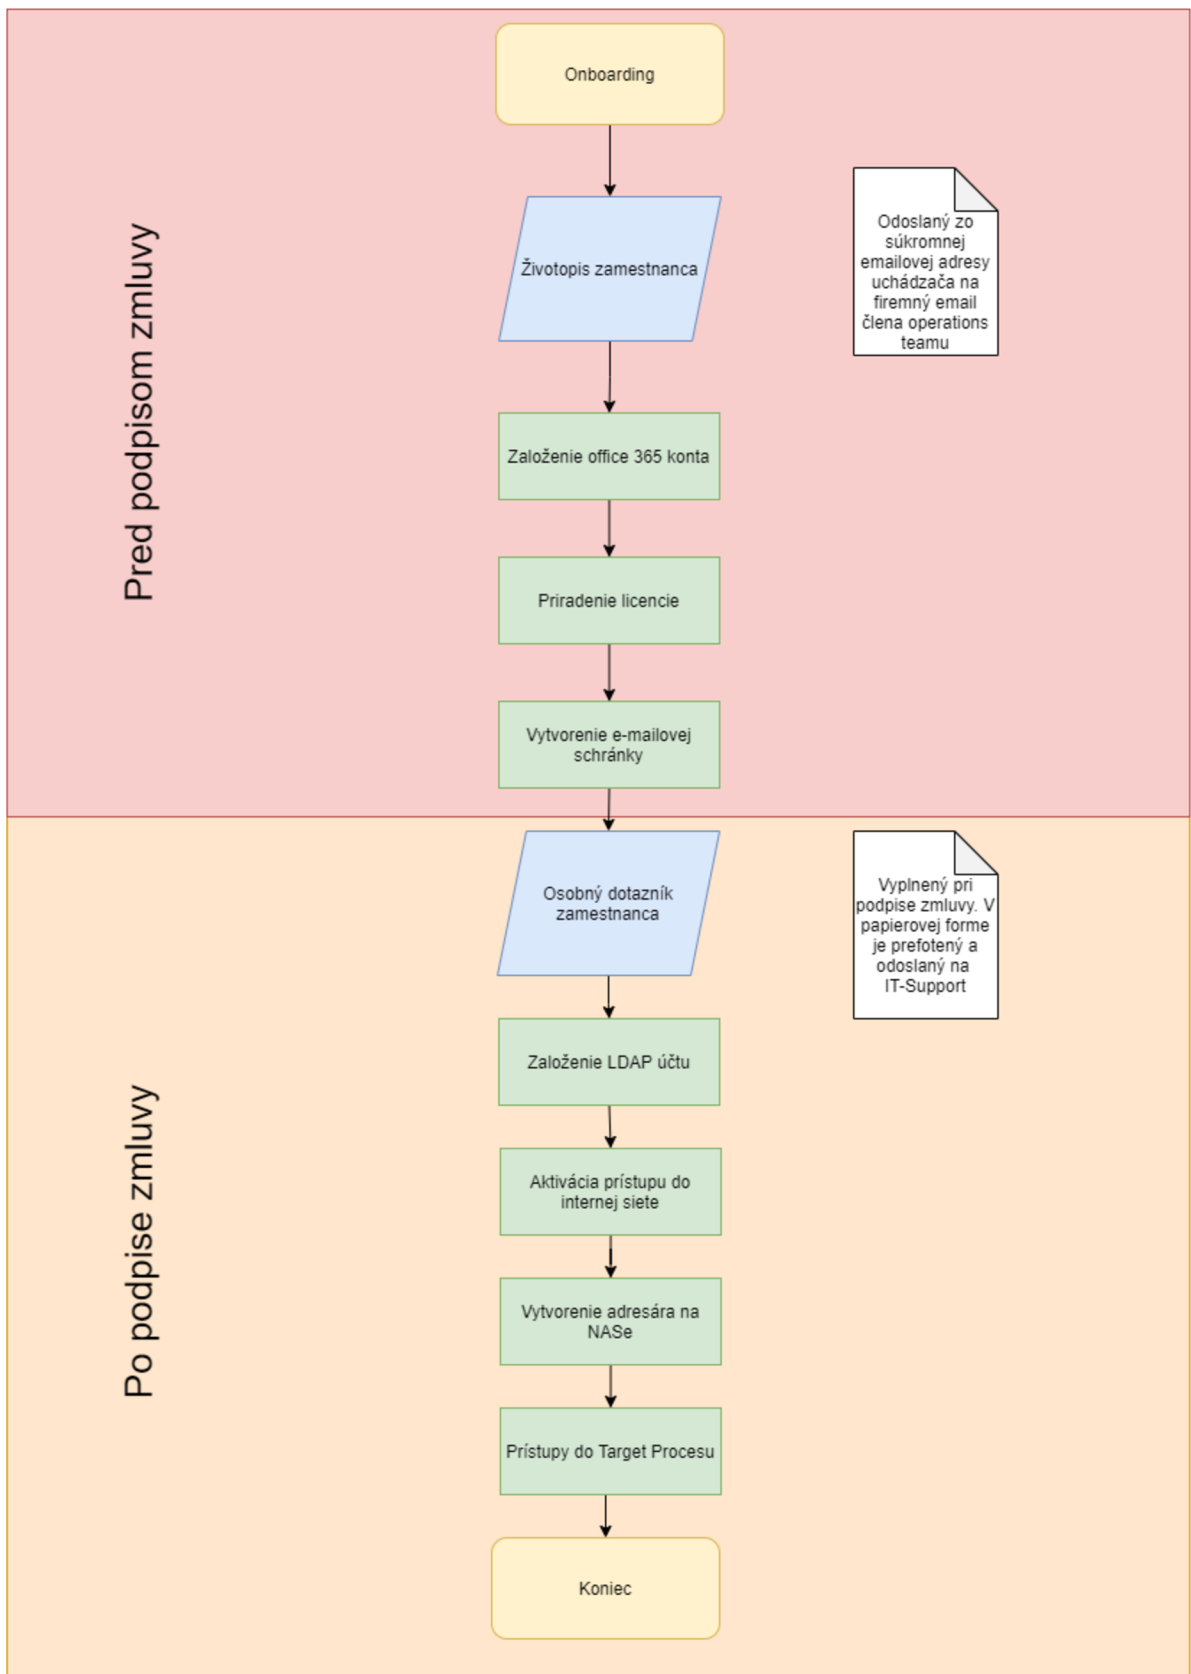 Onboarding
Pred podpisom zmluvy
Životopis zamestnanca
Odoslaný zo
súkromnej
emailovej adresy
uchádzača na
firemný email
člena operations
teamu
Založenie office 365 konta
Priradenie licencie
Vytvorenie e-mailovej
schránky
Po podpise zmluvy
Osobný dotazník
zamestnanca
Vyplnený pri
podpise zmluvy. V
papierovej forme
je prefotený a
odoslaný na
IT-Support
Založenie LDAP účtu
Aktivácia prístupu do
internej siete
Vytvorenie adresára na
NASe
Prístupy do Target Procesu
Koniec